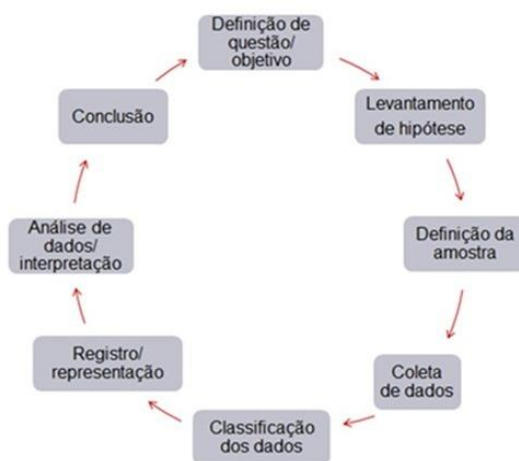 Definição de
questão/
objetivo
Levantamento
de hipótese
Definição da
amostra
Coleta
de dados
Classificação
dos dados
Registro/
representação
Análise de
dados/
interpretação
Conclusão